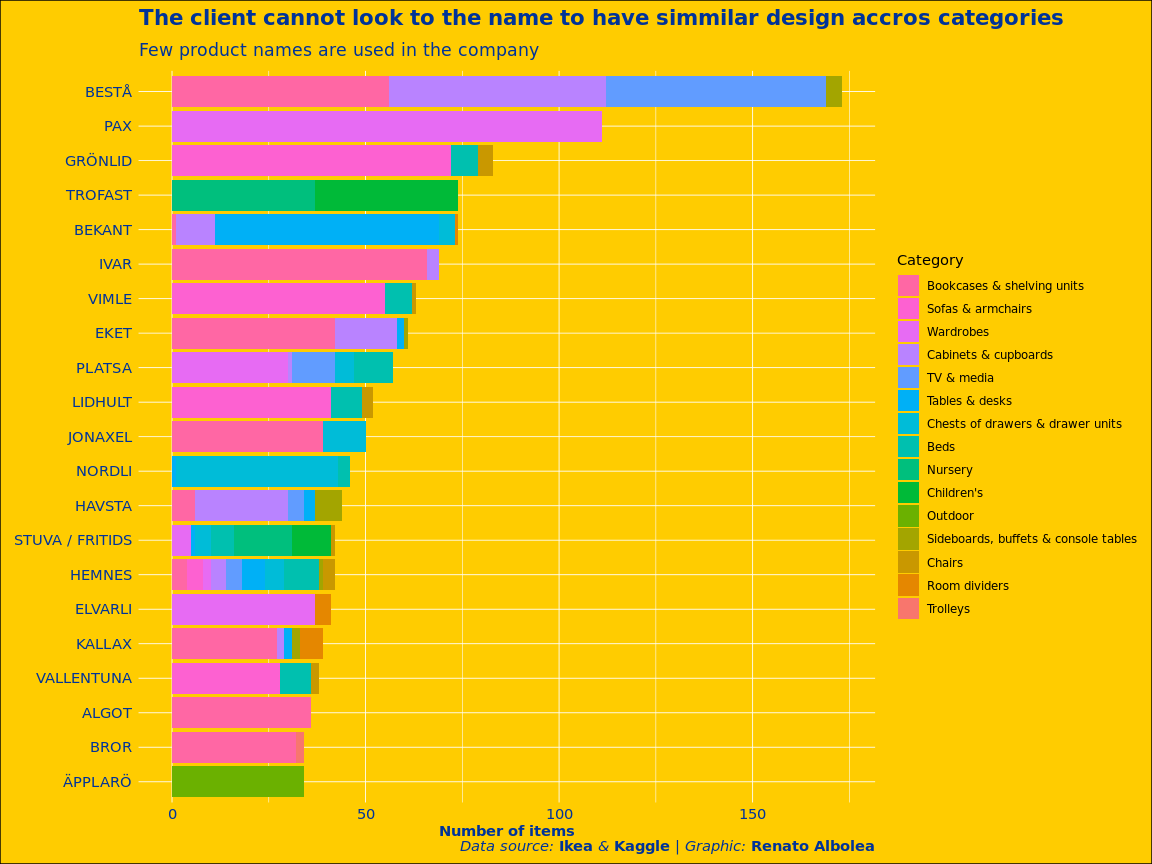 The client cannot look to the name to have simmilar design accros categories
Few product names are used in the company
BESTÅ
PAX
GRÖNLID
TROFAST
BEKANT
IVAR
VIMLE
EKET
PLATSA
LIDHULT
JONAXEL
NORDLI
HAVSTA
STUVA / FRITIDS
HEMNES
ELVARLI
KALLAX
VALLENTUNA
ALGOT
BROR
ÄPPLARÖ
0 50 100 150
Number of items
Data source: Ikea & Kaggle | Graphic: Renato Albolea
Category
Bookcases & shelving units
Sofas & armchairs
Wardrobes
Cabinets & cupboards
TV & media
Tables & desks
Chests of drawers & drawer units
Beds
Nursery
Children's
Outdoor
Sideboards, buffets & console tables
Chairs
Room dividers
Trolleys